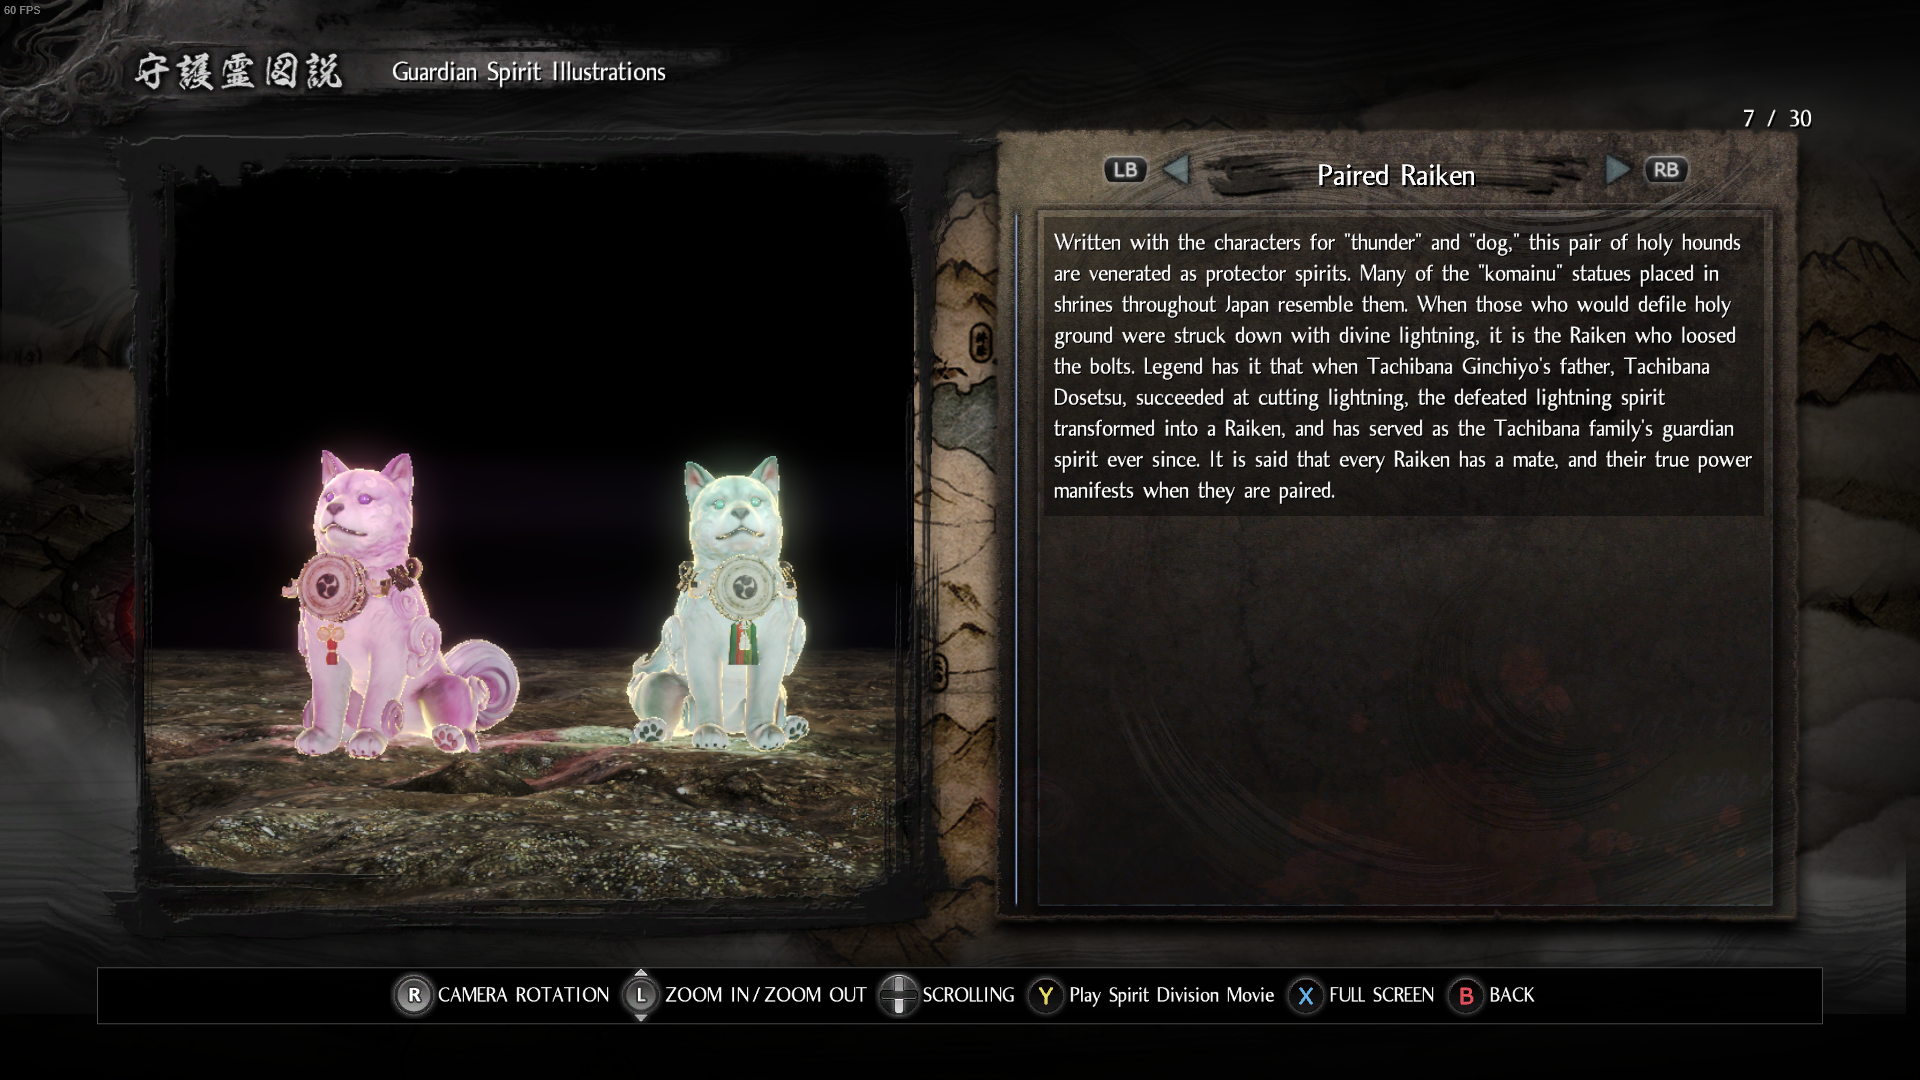 60 FPS
守護霊図説 Guardian Spirit Illustrations
7 / 30
LB Paired Raiken RB
Written with the characters for "thunder" and "dog," this pair of holy hounds
are venerated as protector spirits. Many of the "komainu" statues placed in
shrines throughout Japan resemble them. When those who would defile holy
ground were struck down with divine lightning, it is the Raiken who loosed
the bolts. Legend has it that when Tachibana Ginchiyo's father, Tachibana
Dosetsu, succeeded at cutting lightning, the defeated lightning spirit
transformed into a Raiken, and has served as the Tachibana family's guardian
spirit ever since. It is said that every Raiken has a mate, and their true power
manifests when they are paired.
R CAMERA ROTATION L ZOOM IN / ZOOM OUT SCROLLING Y Play Spirit Division Movie X FULL SCREEN B BACK